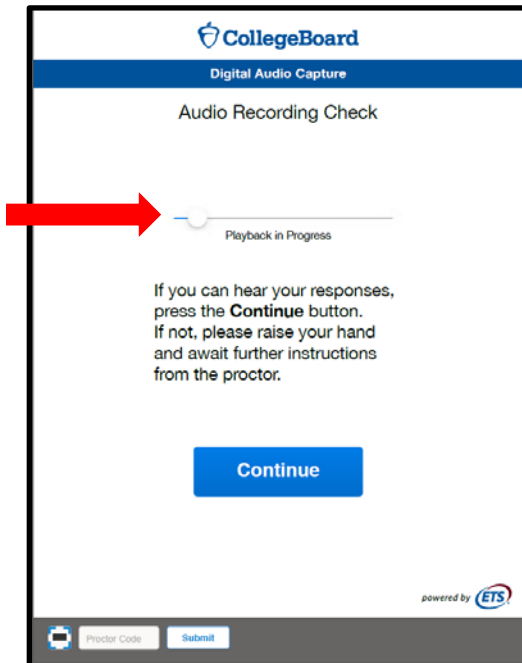 CollegeBoard
Digital Audio Capture
Audio Recording Check
Playback in Progress
If you can hear your responses,
press the Continue button.
If not, please raise your hand
and await further instructions
from the proctor.
Continue
powered by ETS
Proctor Code
Submit